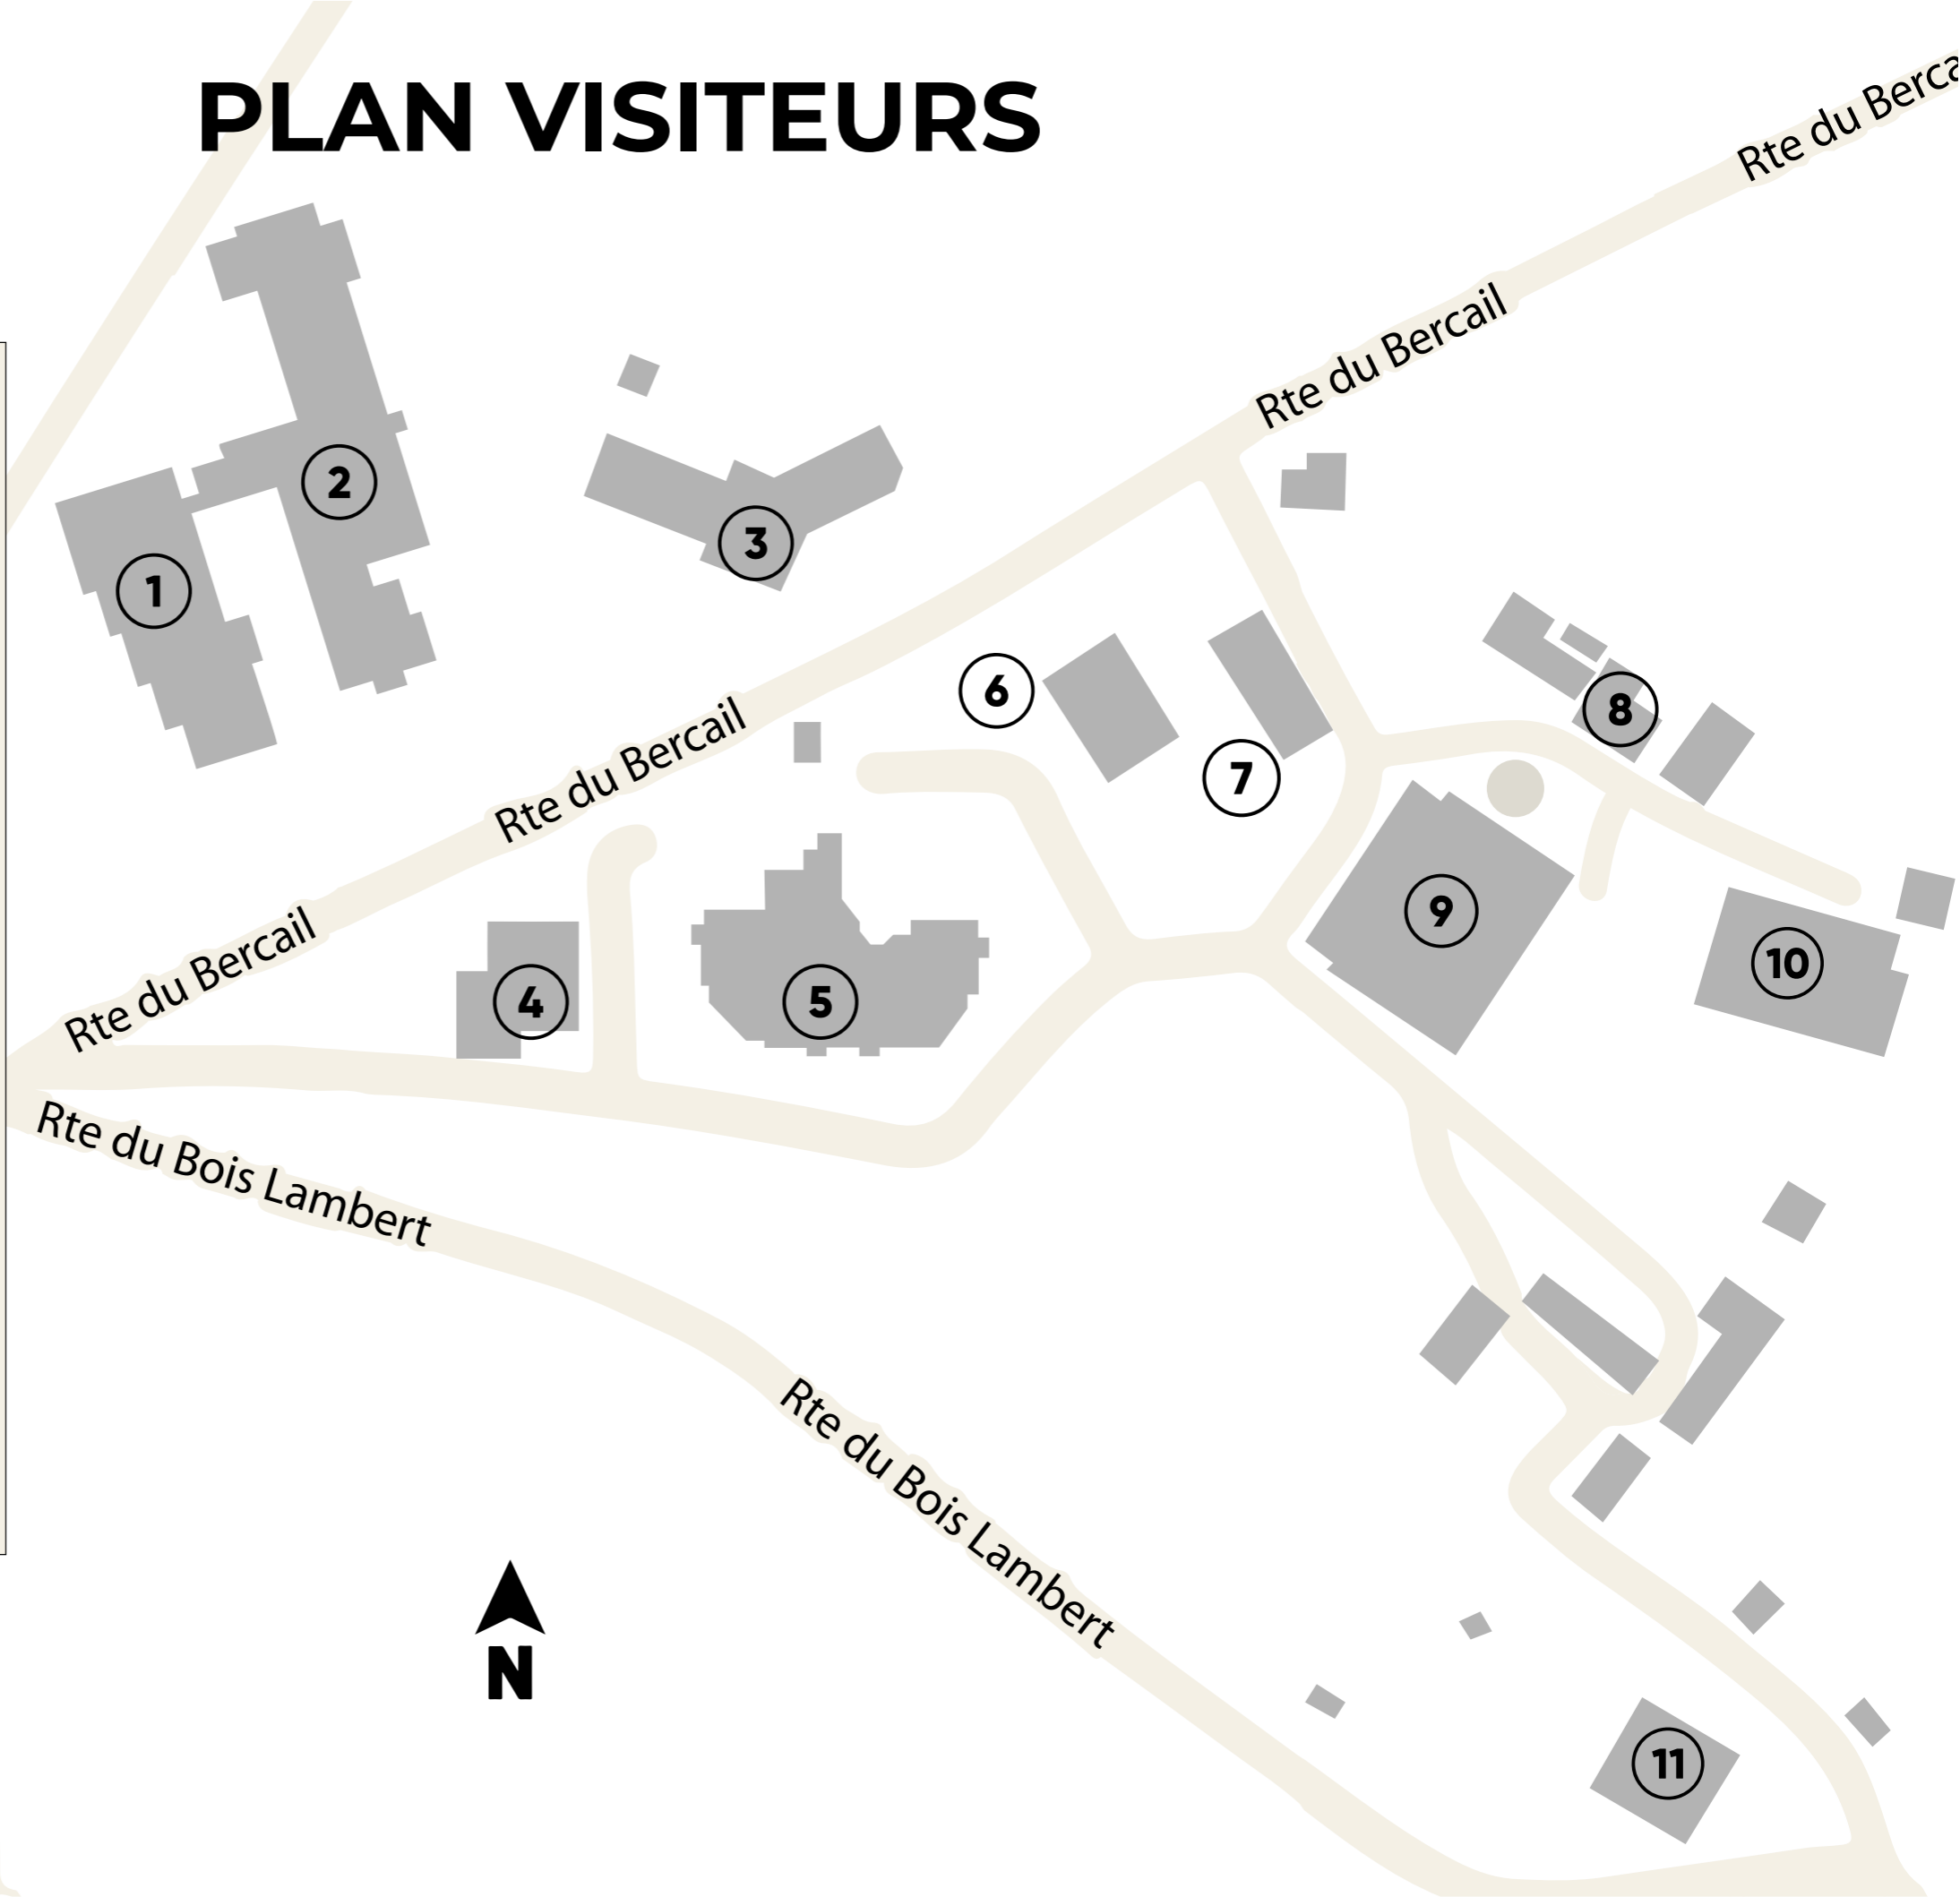 PLAN VISITEURS
Rte du Berca
Rte du Bercail
2
3
1
6
8
Rte du Bercail
7
9
Rte du Bercail
10
4
5
Rte du Bois Lambert
Rte du Bois Lambert
N
11